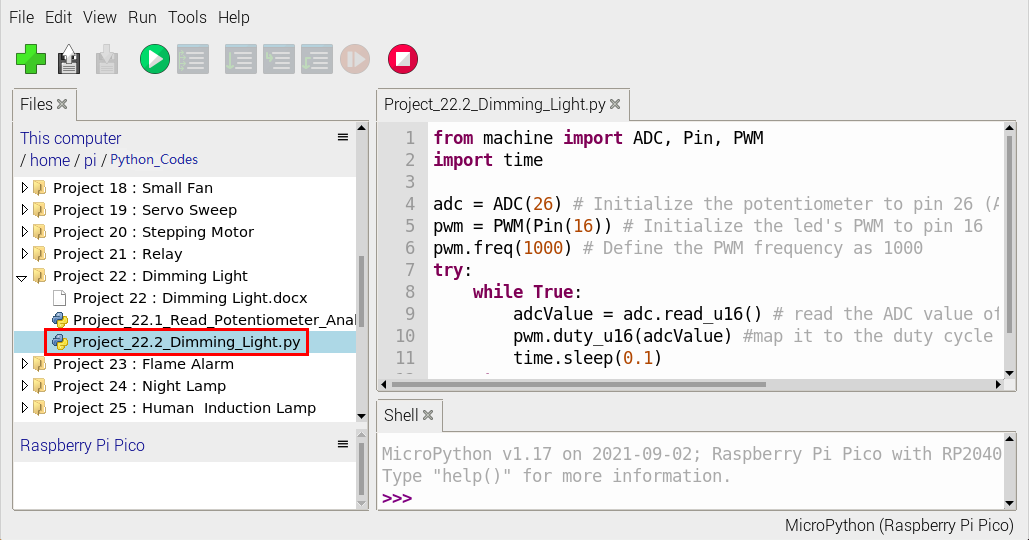 File Edit View Run Tools Help
Files
This computer
/ home / pi / Python_Codes
Project 18 : Small Fan
Project 19 : Servo Sweep
Project 20 : Stepping Motor
Project 21 : Relay
Project 22 : Dimming Light
Project 22 : Dimming Light.docx
Project_22.1_Read_Potentiometer_Anal
Project_22.2_Dimming_Light.py
Project 23 : Flame Alarm
Project 24 : Night Lamp
Project 25 : Human  Induction Lamp
Raspberry Pi Pico
Project_22.2_Dimming_Light.py
1 from machine import ADC, Pin, PWM
2 import time
3
4 adc = ADC(26) # Initialize the potentiometer to pin 26 (A
5 pwm = PWM(Pin(16)) # Initialize the led's PWM to pin 16
6 pwm.freq(1000) # Define the PWM frequency as 1000
7 try:
8     while True:
9         adcValue = adc.read_u16() # read the ADC value of
10         pwm.duty_u16(adcValue) #map it to the duty cycle
11         time.sleep(0.1)
Shell
MicroPython v1.17 on 2021-09-02; Raspberry Pi Pico with RP2040
Type "help()" for more information.
>>>
MicroPython (Raspberry Pi Pico)